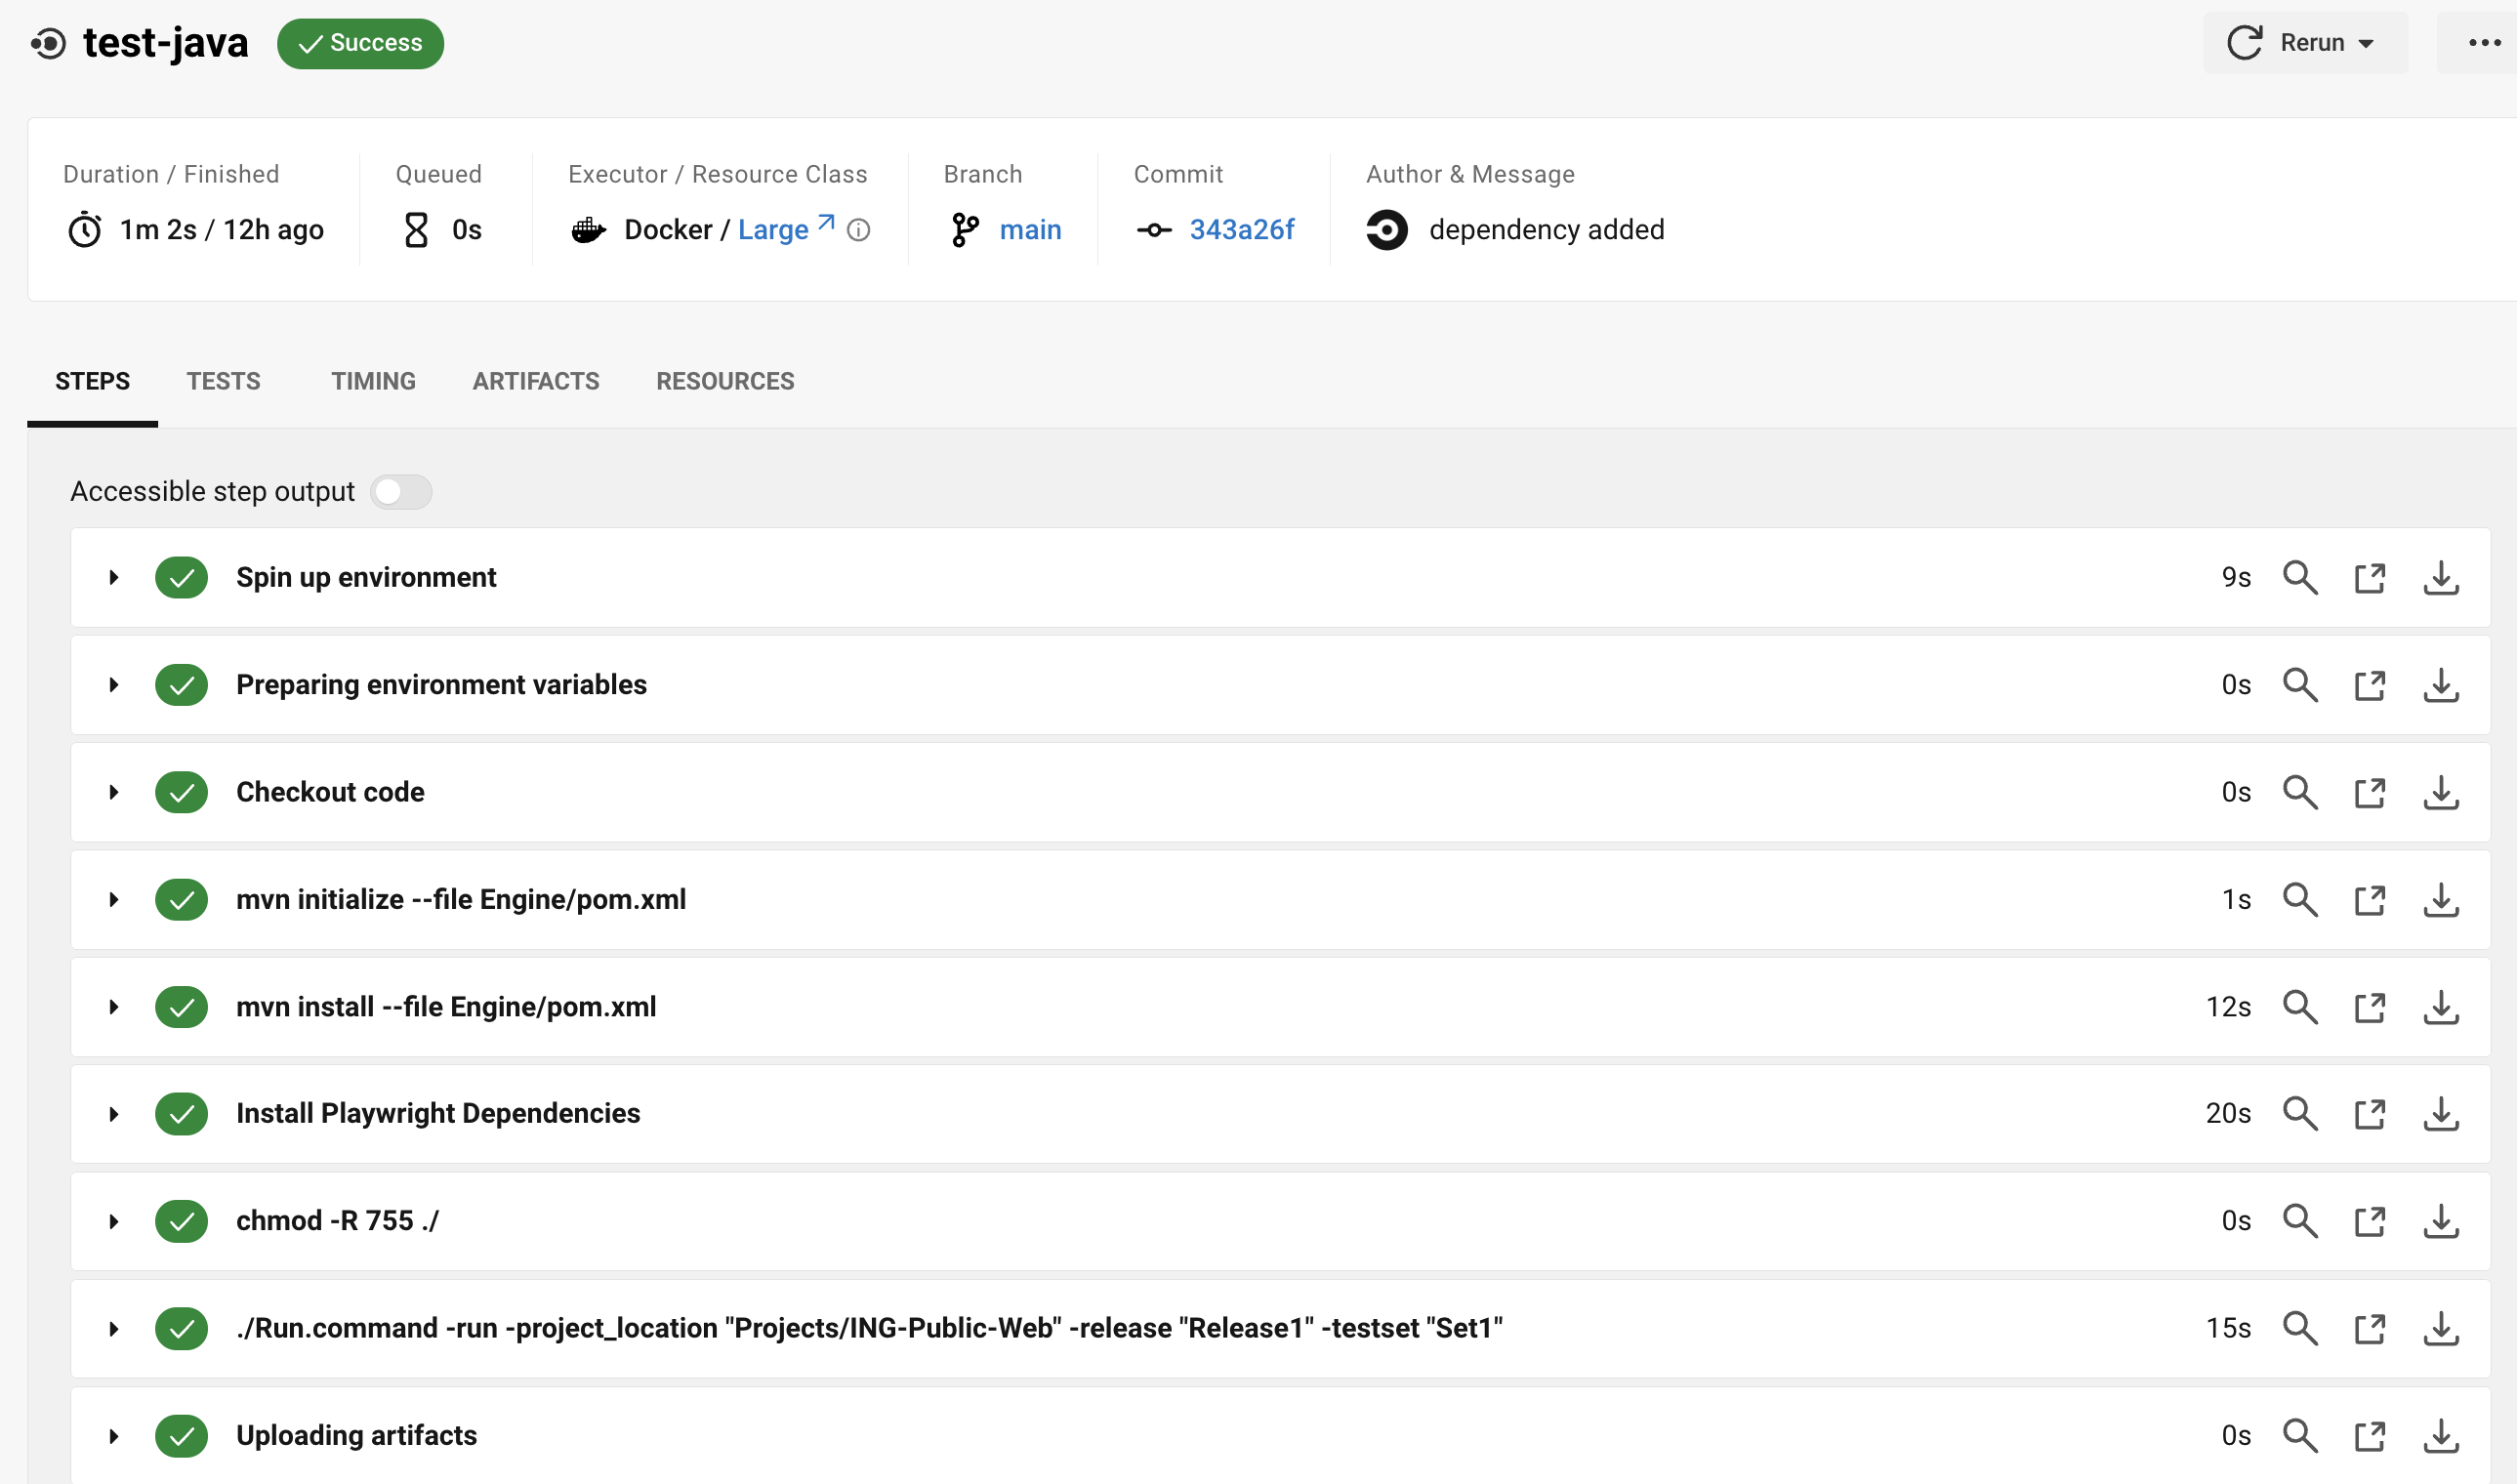 test-java Success Rerun
Duration / Finished Queued Executor / Resource Class Branch Commit Author & Message
1m 2s / 12h ago 0s Docker / Large main 343a26f dependency added
STEPS TESTS TIMING ARTIFACTS RESOURCES
Accessible step output
Spin up environment 9s
Preparing environment variables 0s
Checkout code 0s
mvn initialize --file Engine/pom.xml 1s
mvn install --file Engine/pom.xml 12s
Install Playwright Dependencies 20s
chmod -R 755 ./ 0s
./Run.command -run -project_location "Projects/ING-Public-Web" -release "Release1" -testset "Set1" 15s
Uploading artifacts 0s